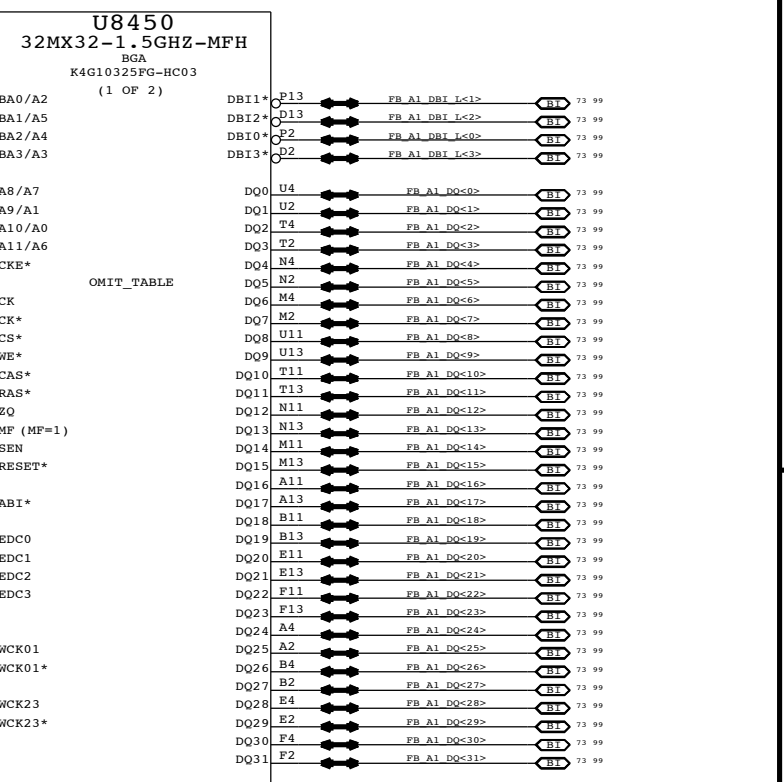 U8450
32MX32-1.5GHZ-MFH
BGA
K4G10325FG-HC03
(1 OF 2)
BA0/A2 DBI1* P13 FB_A1_DBI_L<1> BI 73 99
BA1/A5 DBI2* D13 FB_A1_DBI_L<2> BI 73 99
BA2/A4 DBI0* P2 FB_A1_DBI_L<0> BI 73 99
BA3/A3 DBI3* D2 FB_A1_DBI_L<3> BI 73 99
A8/A7 DQ0 U4 FB_A1_DQ<0> BI 73 99
A9/A1 DQ1 U2 FB_A1_DQ<1> BI 73 99
A10/A0 DQ2 T4 FB_A1_DQ<2> BI 73 99
A11/A6 DQ3 T2 FB_A1_DQ<3> BI 73 99
CKE* DQ4 N4 FB_A1_DQ<4> BI 73 99
OMIT_TABLE DQ5 N2 FB_A1_DQ<5> BI 73 99
CK DQ6 M4 FB_A1_DQ<6> BI 73 99
CK* DQ7 M2 FB_A1_DQ<7> BI 73 99
CS* DQ8 U11 FB_A1_DQ<8> BI 73 99
WE* DQ9 U13 FB_A1_DQ<9> BI 73 99
CAS* DQ10 T11 FB_A1_DQ<10> BI 73 99
RAS* DQ11 T13 FB_A1_DQ<11> BI 73 99
ZQ DQ12 N11 FB_A1_DQ<12> BI 73 99
MF (MF=1) DQ13 N13 FB_A1_DQ<13> BI 73 99
SEN DQ14 M11 FB_A1_DQ<14> BI 73 99
RESET* DQ15 M13 FB_A1_DQ<15> BI 73 99
DQ16 A11 FB_A1_DQ<16> BI 73 99
ABI* DQ17 A13 FB_A1_DQ<17> BI 73 99
DQ18 B11 FB_A1_DQ<18> BI 73 99
EDC0 DQ19 B13 FB_A1_DQ<19> BI 73 99
EDC1 DQ20 E11 FB_A1_DQ<20> BI 73 99
EDC2 DQ21 E13 FB_A1_DQ<21> BI 73 99
EDC3 DQ22 F11 FB_A1_DQ<22> BI 73 99
DQ23 F13 FB_A1_DQ<23> BI 73 99
DQ24 A4 FB_A1_DQ<24> BI 73 99
WCK01 DQ25 A2 FB_A1_DQ<25> BI 73 99
WCK01* DQ26 B4 FB_A1_DQ<26> BI 73 99
DQ27 B2 FB_A1_DQ<27> BI 73 99
WCK23 DQ28 E4 FB_A1_DQ<28> BI 73 99
WCK23* DQ29 E2 FB_A1_DQ<29> BI 73 99
DQ30 F4 FB_A1_DQ<30> BI 73 99
DQ31 F2 FB_A1_DQ<31> BI 73 99